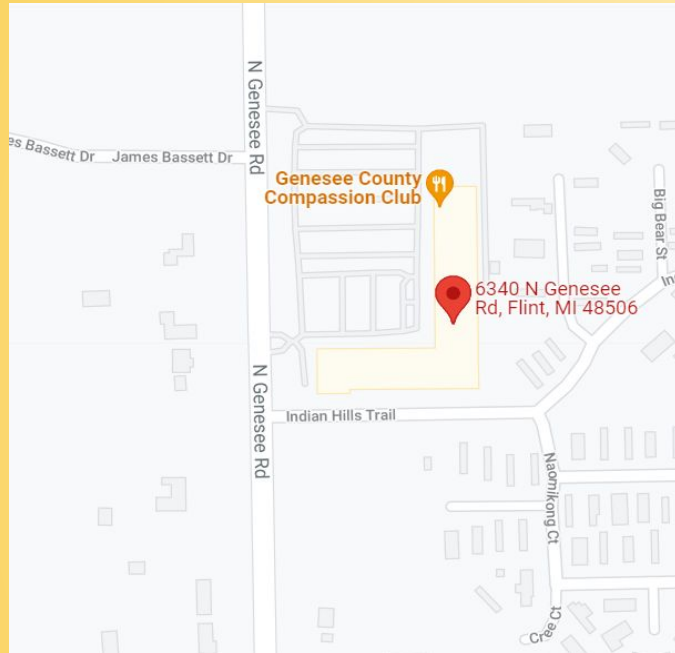 N Genesee Rd
es Bassett Dr
James Bassett Dr
Genesee County
Compassion Club
Big Bear St
6340 N Genesee
Rd, Flint, MI 48506
In
N Genesee Rd
Indian Hills Trail
Naomikong Ct
Cree Ct